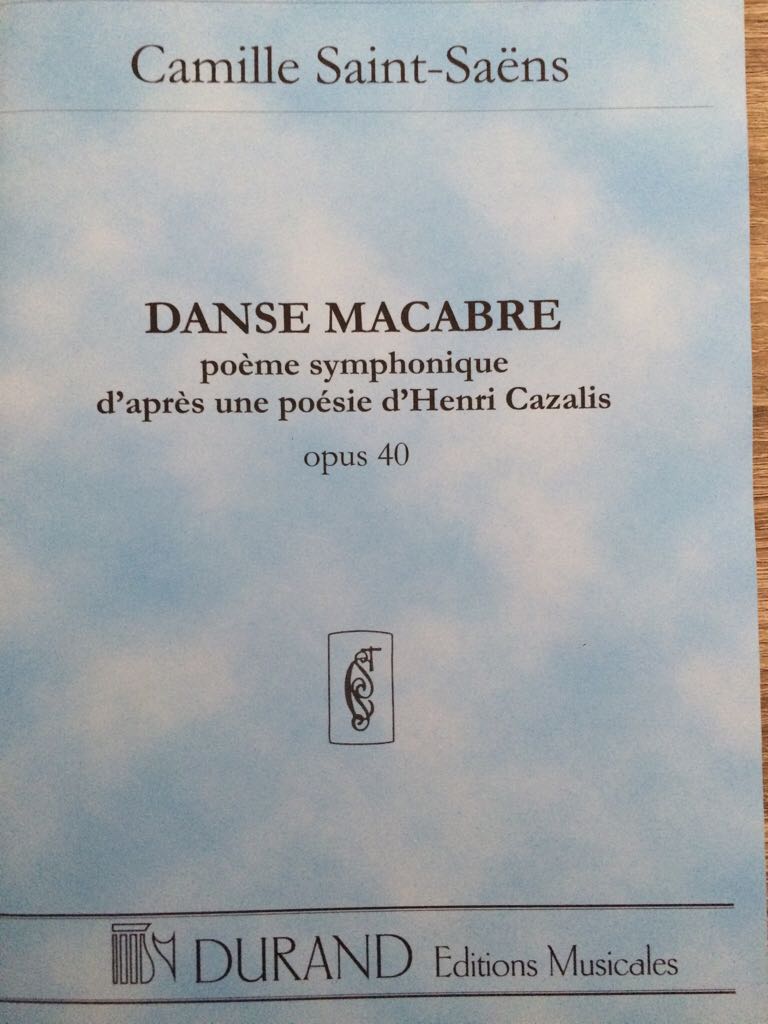 Camille Saint-Saëns
DANSE MACABRE
poème symphonique
d'après une poésie d'Henri Cazalis
opus 40
DURAND Editions Musicales